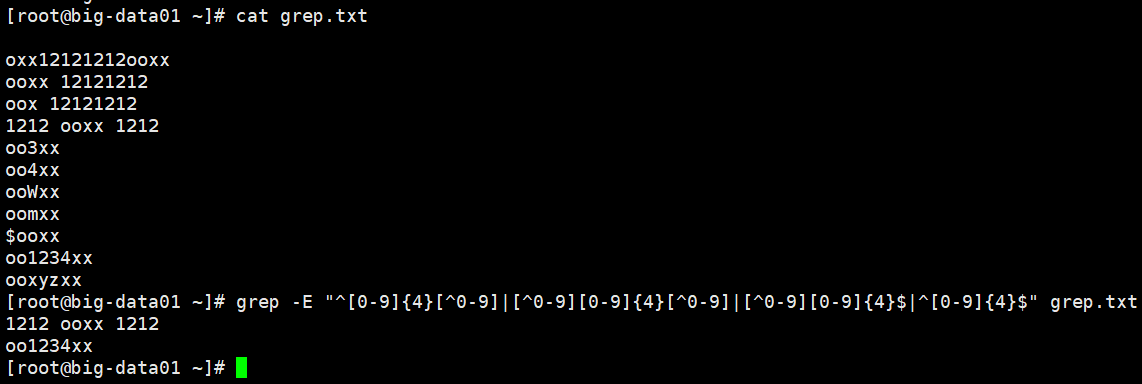 [root@big-data01 ~]# cat grep.txt
oxx12121212ooxx
ooxx 12121212
oox 12121212
1212 ooxx 1212
oo3xx
oo4xx
ooWxx
oomxx
$ooxx
oo1234xx
ooxyzxx
[root@big-data01 ~]# grep -E "^[0-9]{4}[^0-9]|[^0-9][0-9]{4}[^0-9]|[^0-9][0-9]{4}$|^[0-9]{4}$" grep.txt
1212 ooxx 1212
oo1234xx
[root@big-data01 ~]#